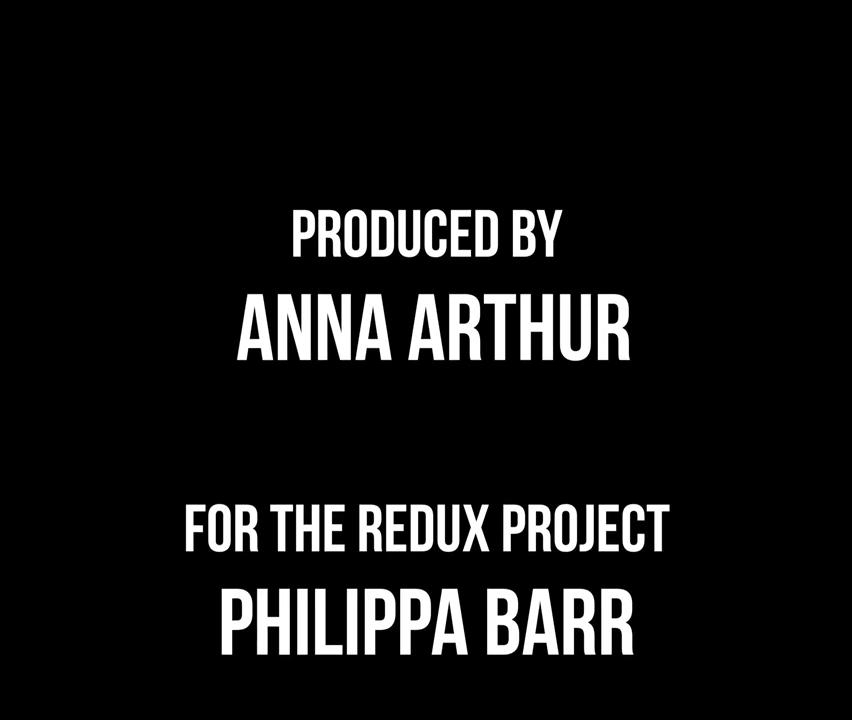 PRODUCED BY
ANNA ARTHUR
FOR THE REDUX PROJECT
PHILIPPA BARR